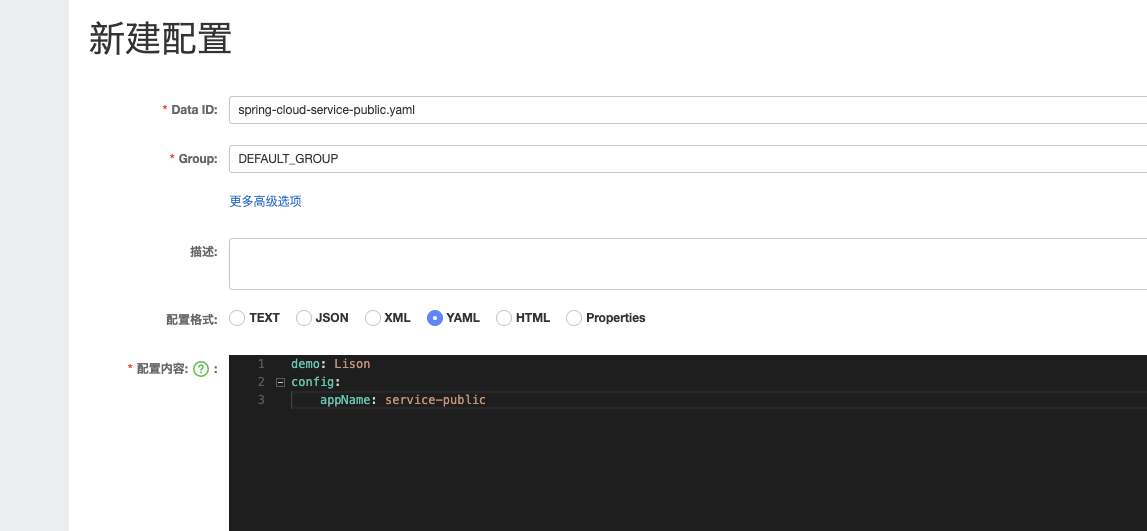 新建配置
* Data ID: spring-cloud-service-public.yaml
* Group: DEFAULT_GROUP
更多高级选项
描述:
配置格式: TEXT JSON XML YAML HTML Properties
* 配置内容: ? :
1 demo: Lison
2 config:
3 appName: service-public